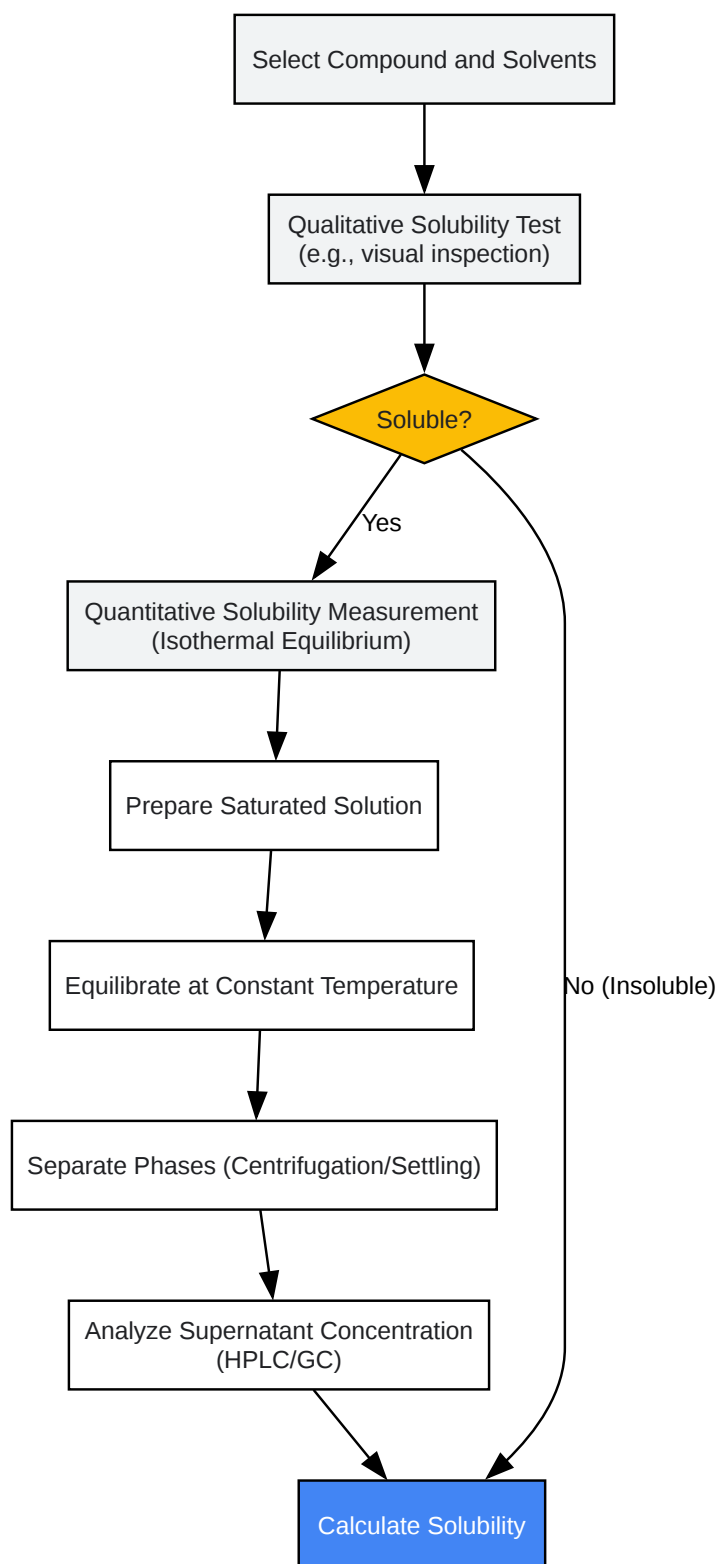 Select Compound and Solvents
Qualitative Solubility Test
(e.g., visual inspection)
Soluble?
Yes
Quantitative Solubility Measurement
(Isothermal Equilibrium)
Prepare Saturated Solution
Equilibrate at Constant Temperature
No (Insoluble)
Separate Phases (Centrifugation/Settling)
Analyze Supernatant Concentration
(HPLC/GC)
Calculate Solubility